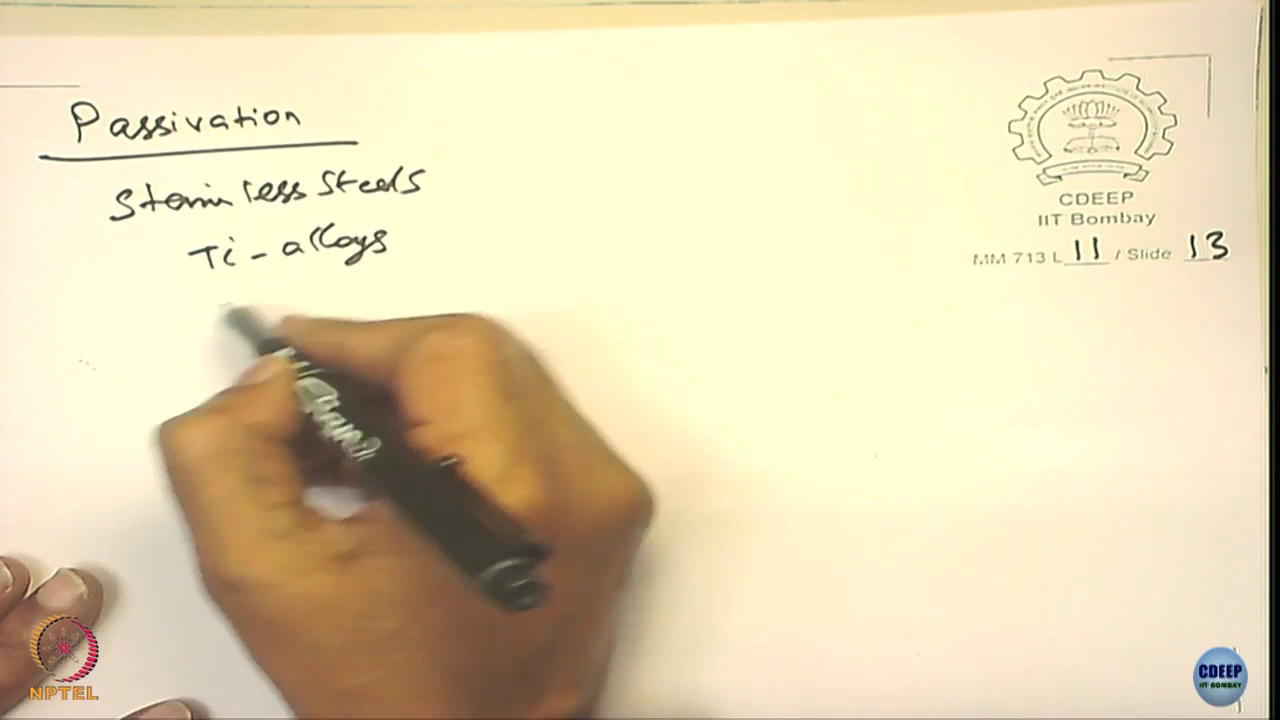 Passivation
Stainless Steels
Ti-alloys
CDEEP
IIT Bombay
MM 713 L 11 / Slide 13
NPTEL
CDEEP
IIT BOMBAY